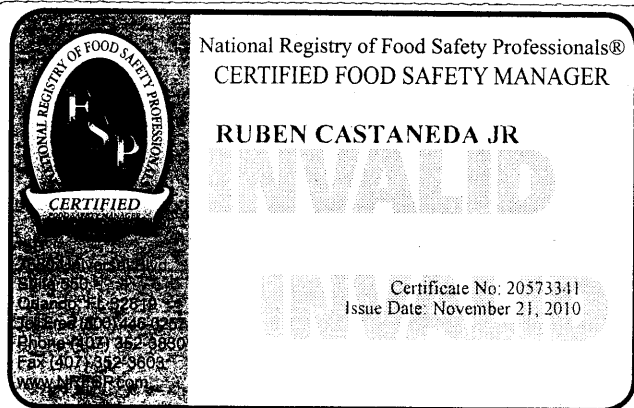 NATIONAL REGISTRY OF FOOD SAFETY PROFESSIONALS
FSP
CERTIFIED
FOOD SAFETY MANAGER
National Registry of Food Safety Professionals®
CERTIFIED FOOD SAFETY MANAGER
RUBEN CASTANEDA JR
INVALID
Certificate No: 20573341
Issue Date: November 21, 2010
INVALID
Orlando, FL 32819
Phone (407) 352-3830
Fax (407) 352-3603
www.NRFSP.com